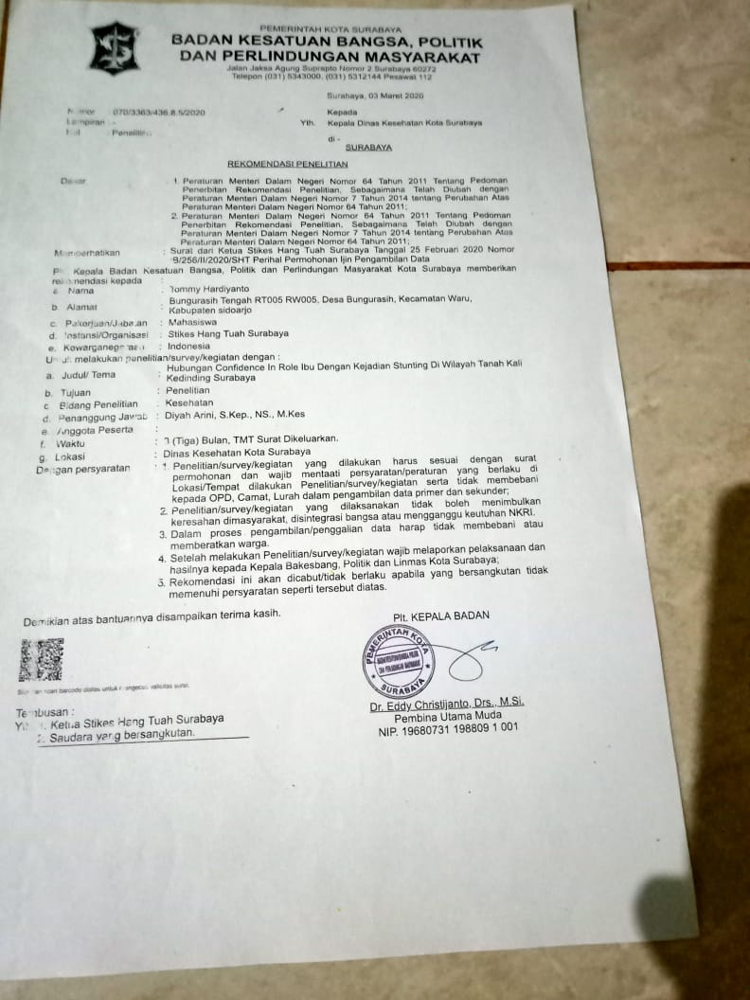 PEMERINTAH KOTA SURABAYA
BADAN KESATUAN BANGSA, POLITIK
DAN PERLINDUNGAN MASYARAKAT
Jalan Jaksa Agung Suprapto Nomor 2 Surabaya 60272
Telepon (031) 5343000, (031) 5312144 Pesawat 112
Surabaya, 03 Maret 2020
Nomor 070/3363/436.8.5/2020
Kepada
Lampiran : -
Yth. Kepala Dinas Kesehatan Kota Surabaya
Hal : Penelitian
di -
SURABAYA
REKOMENDASI PENELITIAN
Dasar : 1. Peraturan Menteri Dalam Negeri Nomor 64 Tahun 2011 Tentang Pedoman
Penerbitan Rekomendasi Penelitian, Sebagaimana Telah Diubah dengan
Peraturan Menteri Dalam Negeri Nomor 7 Tahun 2014 tentang Perubahan Atas
Peraturan Menteri Dalam Negeri Nomor 64 Tahun 2011;
2. Peraturan Menteri Dalam Negeri Nomor 64 Tahun 2011 Tentang Pedoman
Penerbitan Rekomendasi Penelitian, Sebagaimana Telah Diubah dengan
Peraturan Menteri Dalam Negeri Nomor 7 Tahun 2014 tentang Perubahan Atas
Peraturan Menteri Dalam Negeri Nomor 64 Tahun 2011;
Memperhatikan : Surat dari Ketua Stikes Hang Tuah Surabaya Tanggal 25 Februari 2020 Nomor
B/256/II/2020/SHT Perihal Permohonan Ijin Pengambilan Data
Plt. Kepala Badan Kesatuan Bangsa, Politik dan Perlindungan Masyarakat Kota Surabaya memberikan
rekomendasi kepada :
a. Nama : Tommy Hardiyanto
b. Alamat : Bungurasih Tengah RT005 RW005, Desa Bungurasih, Kecamatan Waru,
Kabupaten sidoarjo
c. Pekerjaan/Jabatan : Mahasiswa
d. Instansi/Organisasi : Stikes Hang Tuah Surabaya
e. Kewarganegaraan : Indonesia
Untuk melakukan penelitian/survey/kegiatan dengan :
a. Judul/ Tema : Hubungan Confidence In Role Ibu Dengan Kejadian Stunting Di Wilayah Tanah Kali
Kedinding Surabaya
b. Tujuan : Penelitian
c. Bidang Penelitian : Kesehatan
d. Penanggung Jawab : Diyah Arini, S.Kep., NS., M.Kes
e. Anggota Peserta :
f. Waktu : 3 (Tiga) Bulan, TMT Surat Dikeluarkan.
g. Lokasi : Dinas Kesehatan Kota Surabaya
Dengan persyaratan : 1. Penelitian/survey/kegiatan yang dilakukan harus sesuai dengan surat
permohonan dan wajib mentaati persyaratan/peraturan yang berlaku di
Lokasi/Tempat dilakukan Penelitian/survey/kegiatan serta tidak membebani
kepada OPD, Camat, Lurah dalam pengambilan data primer dan sekunder;
2. Penelitian/survey/kegiatan yang dilaksanakan tidak boleh menimbulkan
keresahan dimasyarakat, disintegrasi bangsa atau mengganggu keutuhan NKRI.
3. Dalam proses pengambilan/penggalian data harap tidak membebani atau
memberatkan warga.
4. Setelah melakukan Penelitian/survey/kegiatan wajib melaporkan pelaksanaan dan
hasilnya kepada Kepala Bakesbang, Politik dan Linmas Kota Surabaya;
5. Rekomendasi ini akan dicabut/tidak berlaku apabila yang bersangkutan tidak
memenuhi persyaratan seperti tersebut diatas.
Demikian atas bantuannya disampaikan terima kasih.
Plt. KEPALA BADAN
PEMERINTAH KOTA
BADAN KESATUAN BANGSA, POLITIK
DAN PERLINDUNGAN MASYARAKAT
SURABAYA
barcode diatas untuk mengecek validitas surat.
Dr. Eddy Christijanto, Drs., M.Si.
Pembina Utama Muda
NIP. 19680731 198809 1 001
Tembusan :
Yth. 1. Ketua Stikes Hang Tuah Surabaya
2. Saudara yang bersangkutan.